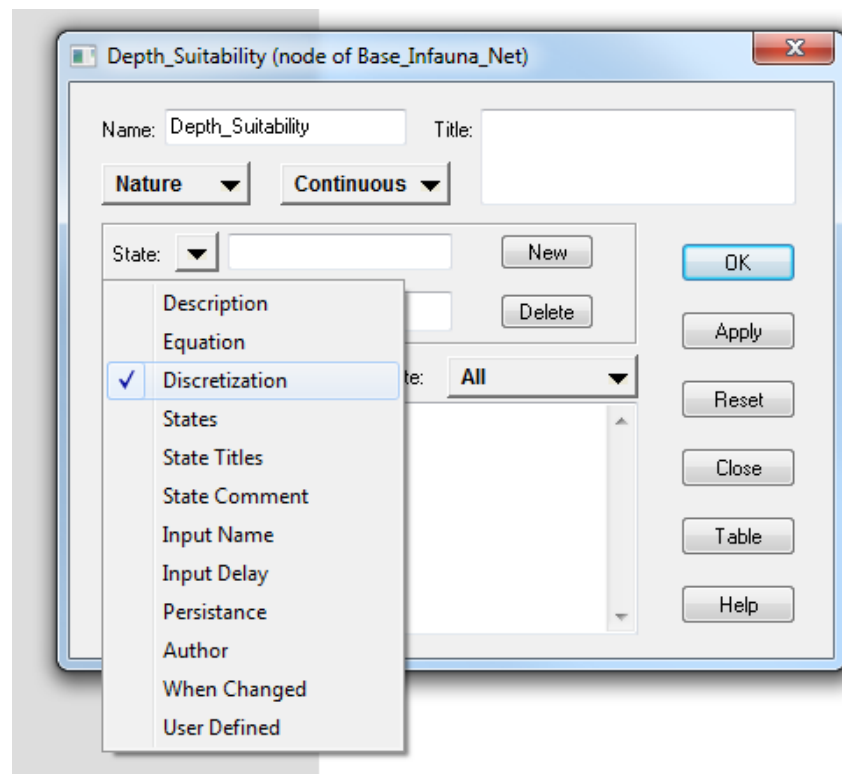 Depth_Suitability (node of Base_Infauna_Net)
x
Name: Depth_Suitability Title:
Nature Continuous
State: New
Delete
Description
Equation
Discretization
States
State Titles
State Comment
Input Name
Input Delay
Persistance
Author
When Changed
User Defined
te: All
OK
Apply
Reset
Close
Table
Help